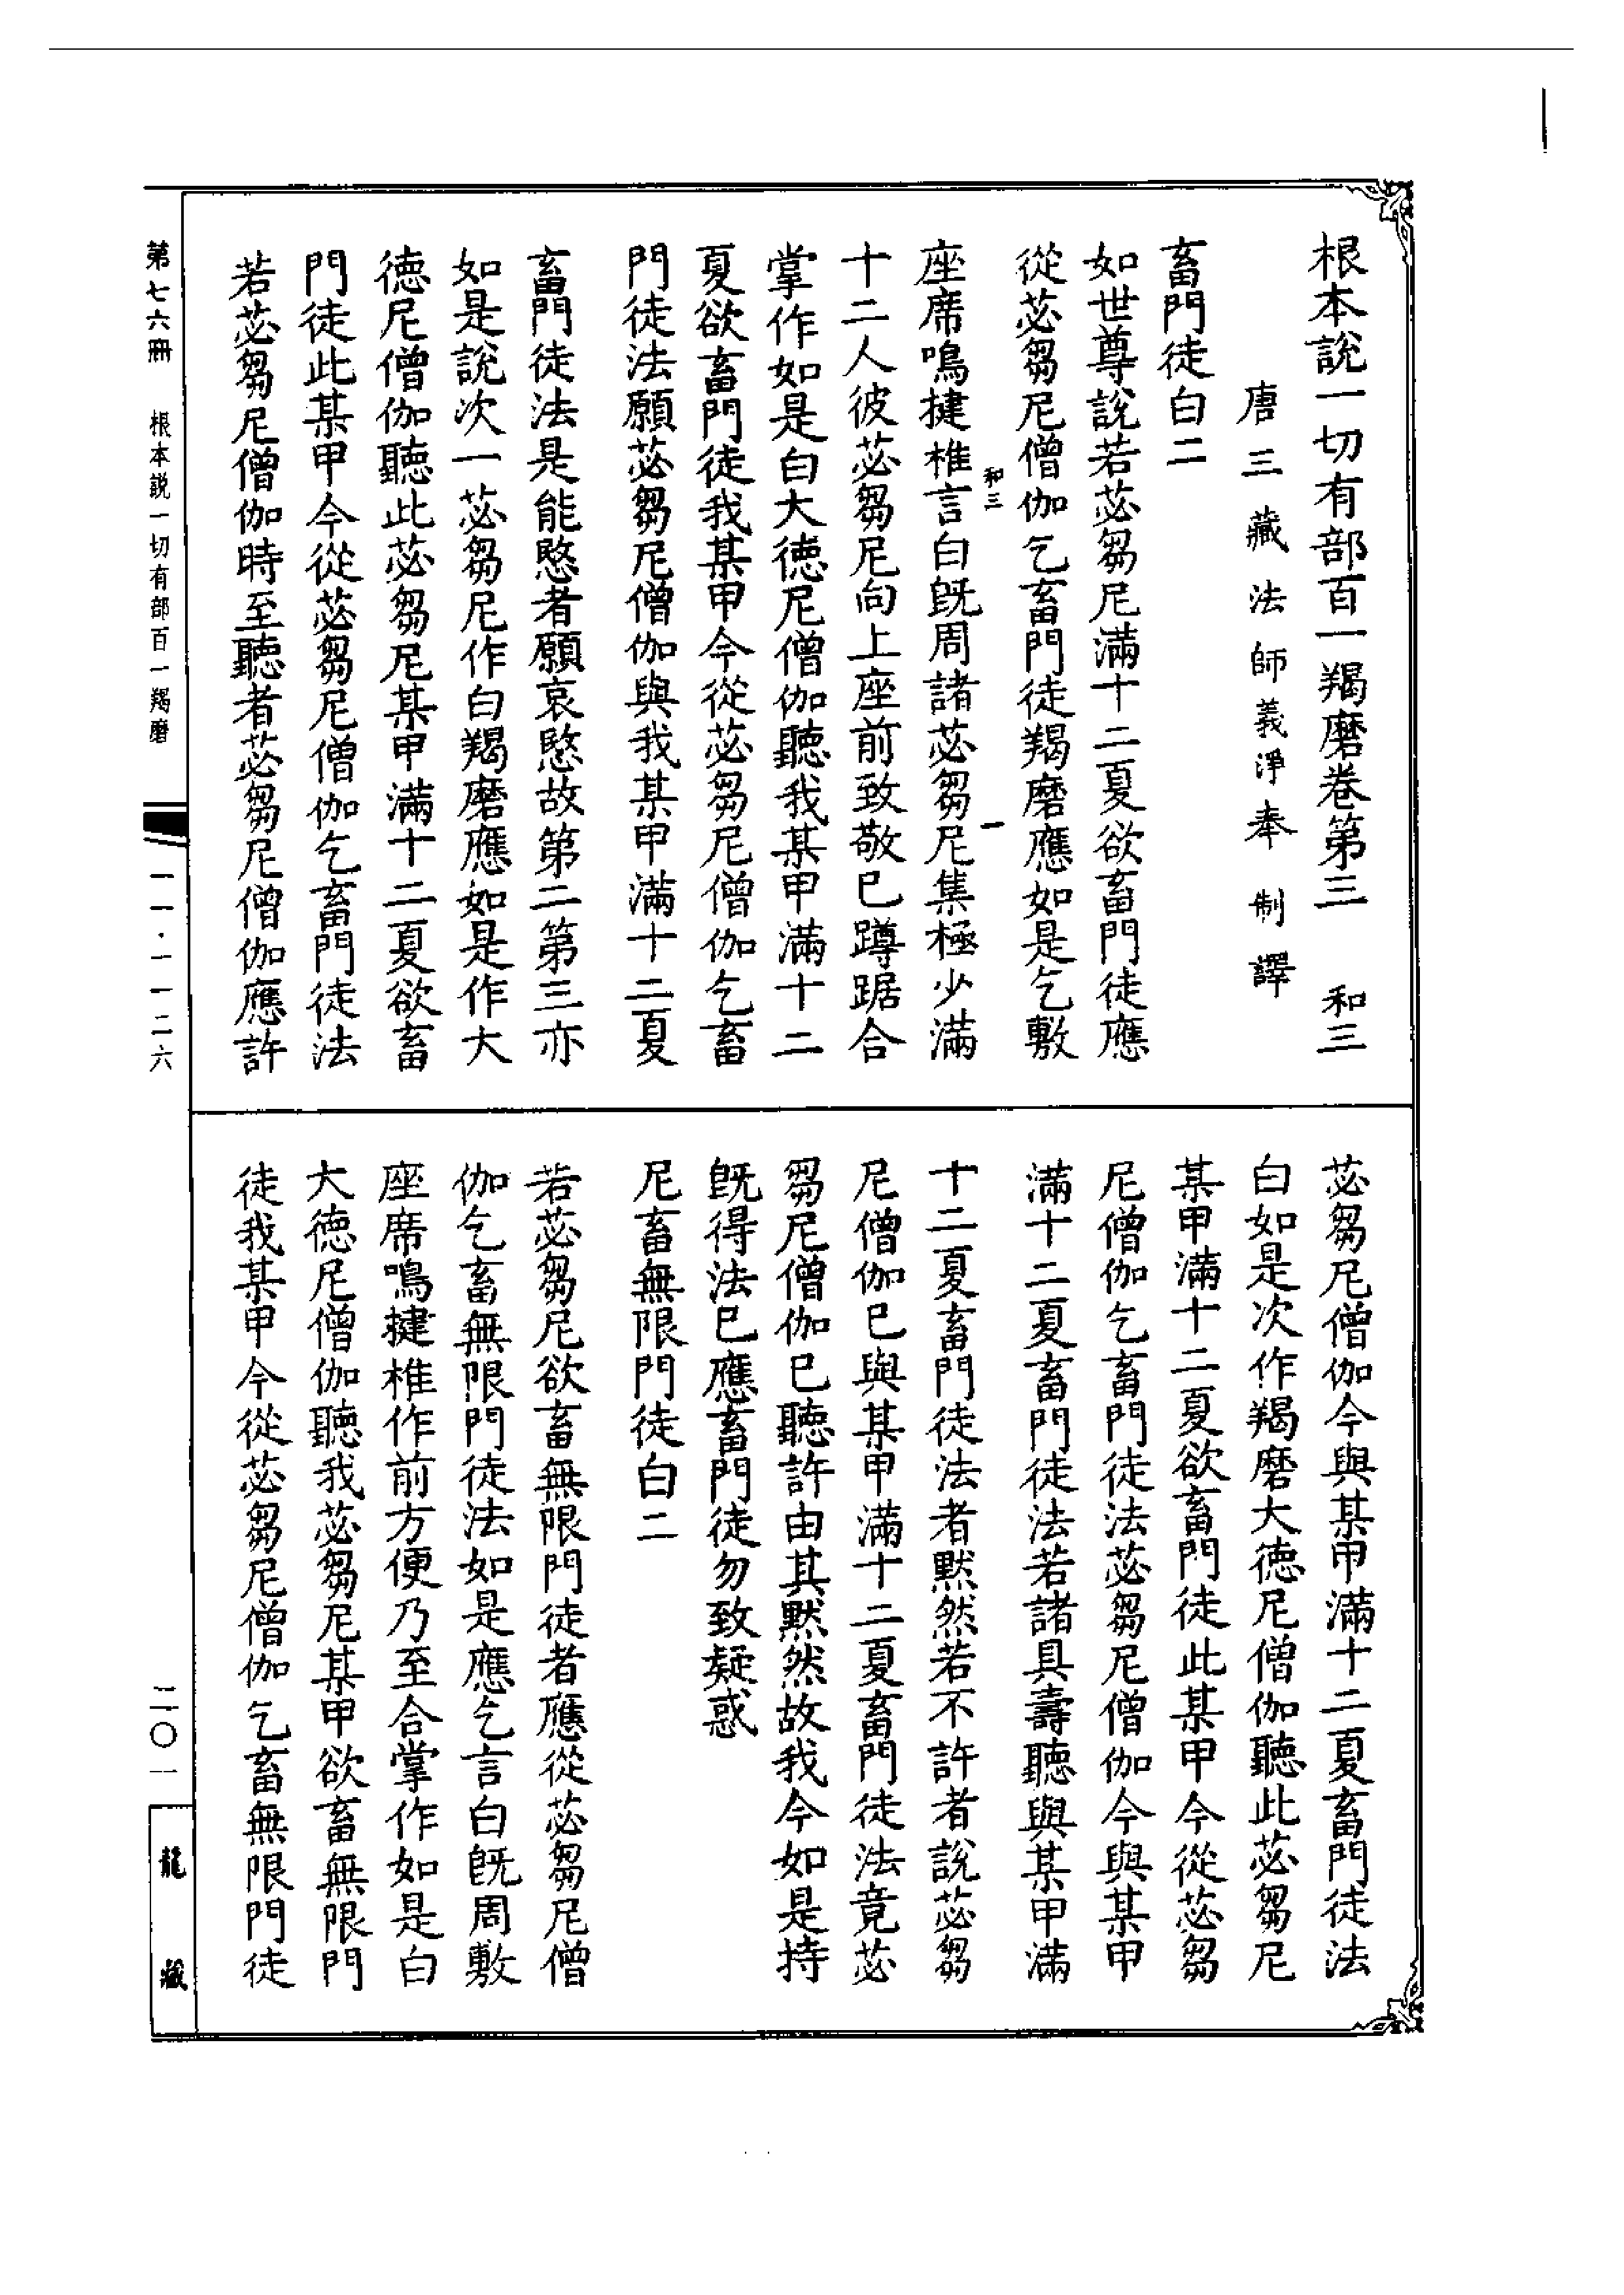 根本說一切有部百一羯磨卷第三　和三
唐三藏法師義淨奉　制譯
畜門徒白二
如世尊說若苾芻尼滿十二夏欲畜門徒應
從苾芻尼僧伽乞畜門徒羯磨應如是乞敷
和三　一
座席鳴揵椎言白既周諸苾芻尼集極少滿
十二人彼苾芻尼向上座前致敬已蹲踞合
掌作如是白大德尼僧伽聽我某甲滿十二
夏欲畜門徒我某甲今從苾芻尼僧伽乞畜
門徒法願苾芻尼僧伽與我某甲滿十二夏
畜門徒法是能愍者願哀愍故第二第三亦
如是說次一苾芻尼作白羯磨應如是作大
德尼僧伽聽此苾芻尼某甲滿十二夏欲畜
門徒此某甲今從苾芻尼僧伽乞畜門徒法
若苾芻尼僧伽時至聽者苾芻尼僧伽應許
苾芻尼僧伽今與某甲滿十二夏畜門徒法
白如是次作羯磨大德尼僧伽聽此苾芻尼
某甲滿十二夏欲畜門徒此某甲今從苾芻
尼僧伽乞畜門徒法苾芻尼僧伽今與某甲
滿十二夏畜門徒法若諸具壽聽與某甲滿
十二夏畜門徒法者默然若不許者說苾芻
尼僧伽已與某甲滿十二夏畜門徒法竟苾
芻尼僧伽已聽許由其默然故我今如是持
既得法已應畜門徒勿致疑惑
尼畜無限門徒白二
若苾芻尼欲畜無限門徒者應從苾芻尼僧
伽乞畜無限門徒法如是應乞言白既周敷
座席鳴揵椎作前方便乃至合掌作如是白
大德尼僧伽聽我苾芻尼某甲欲畜無限門
徒我某甲今從苾芻尼僧伽乞畜無限門徒
第七六冊　根本說一切有部百一羯磨　一一·一一二六　二〇一　龍藏